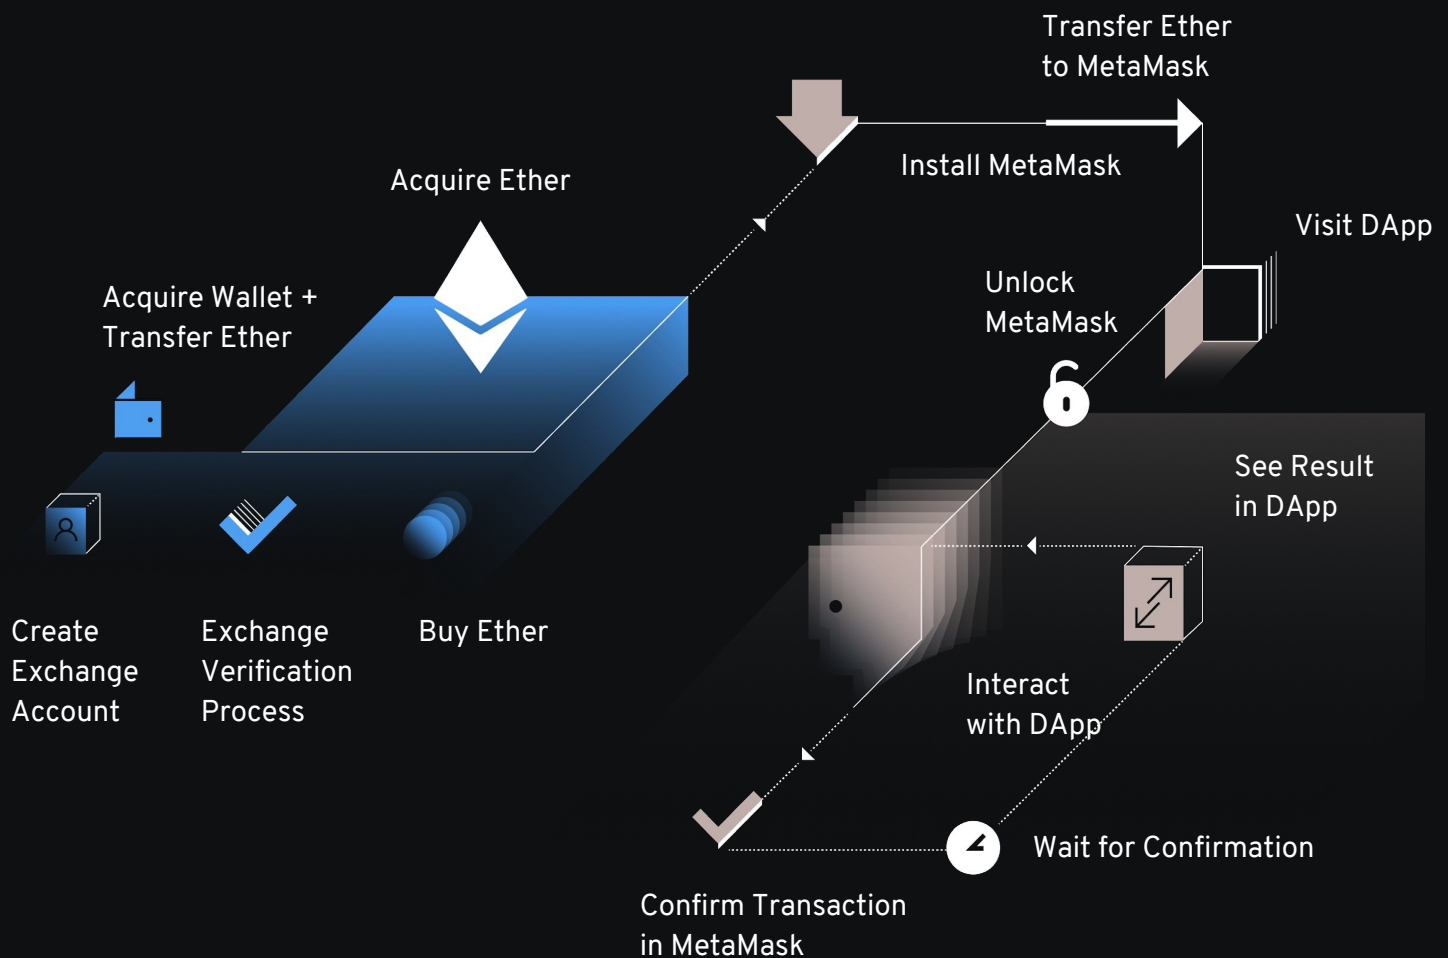 Transfer Ether
to MetaMask
Install MetaMask
Acquire Ether
Visit DApp
Acquire Wallet +
Transfer Ether
Unlock
MetaMask
See Result
in DApp
Create
Exchange
Account
Exchange
Verification
Process
Buy Ether
Interact
with DApp
Wait for Confirmation
Confirm Transaction
in MetaMask